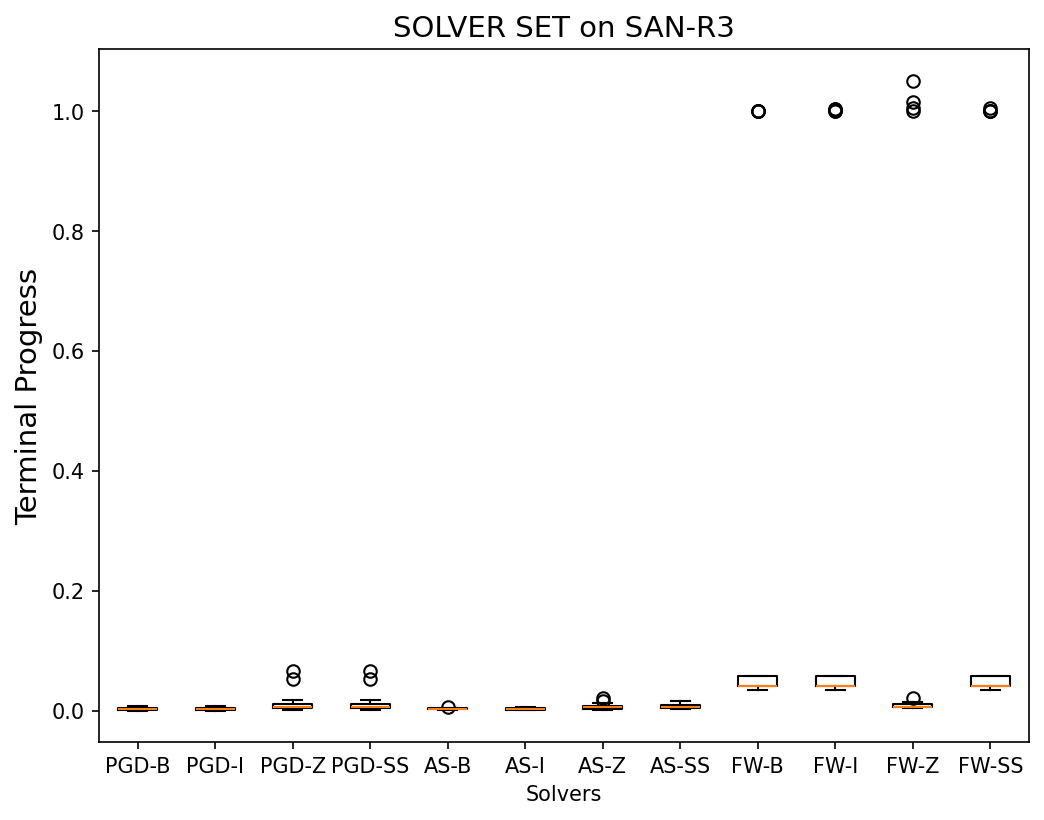 SOLVER SET on SAN-R3
Terminal Progress
1.0
0.8
0.6
0.4
0.2
0.0
PGD-B PGD-I PGD-Z PGD-SS AS-B AS-I AS-Z AS-SS FW-B FW-I FW-Z FW-SS
Solvers